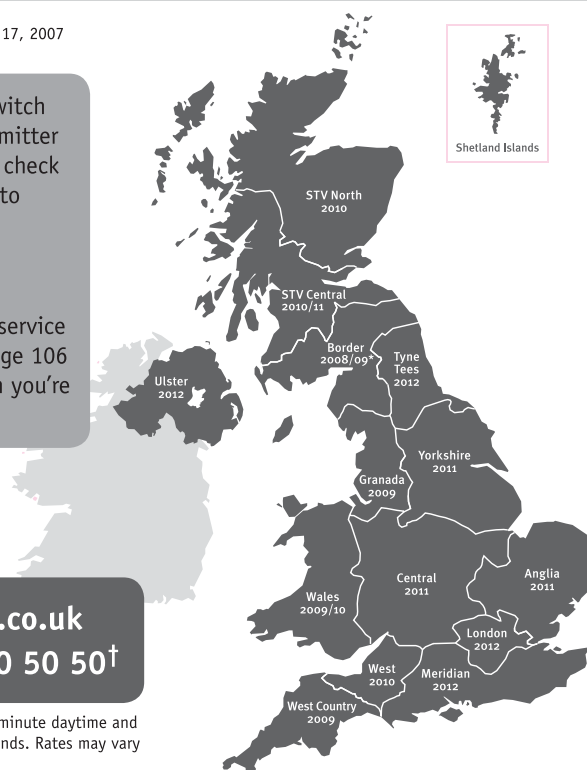 17, 2007
witch
mitter
check
to
service
ge 106
you're
.co.uk
0 50 50†
minute daytime and
nds. Rates may vary
Shetland Islands
STV North
2010
STV Central
2010/11
Border
2008/09*
Tyne
Tees
2012
Ulster
2012
Granada
2009
Yorkshire
2011
Wales
2009/10
Central
2011
Anglia
2011
London
2012
West
2010
Meridian
2012
West Country
2009